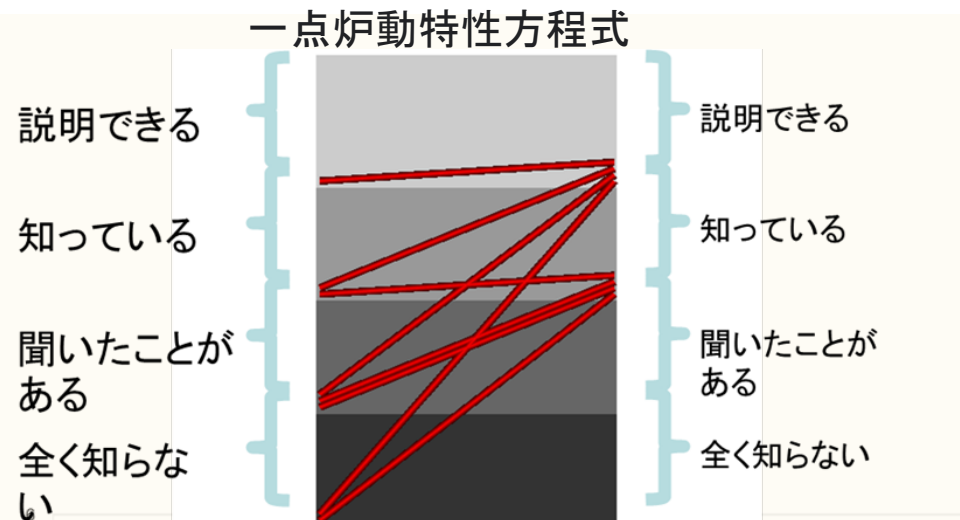 一点炉動特性方程式
説明できる
知っている
聞いたことが
ある
全く知らな
い
説明できる
知っている
聞いたことが
ある
全く知らない